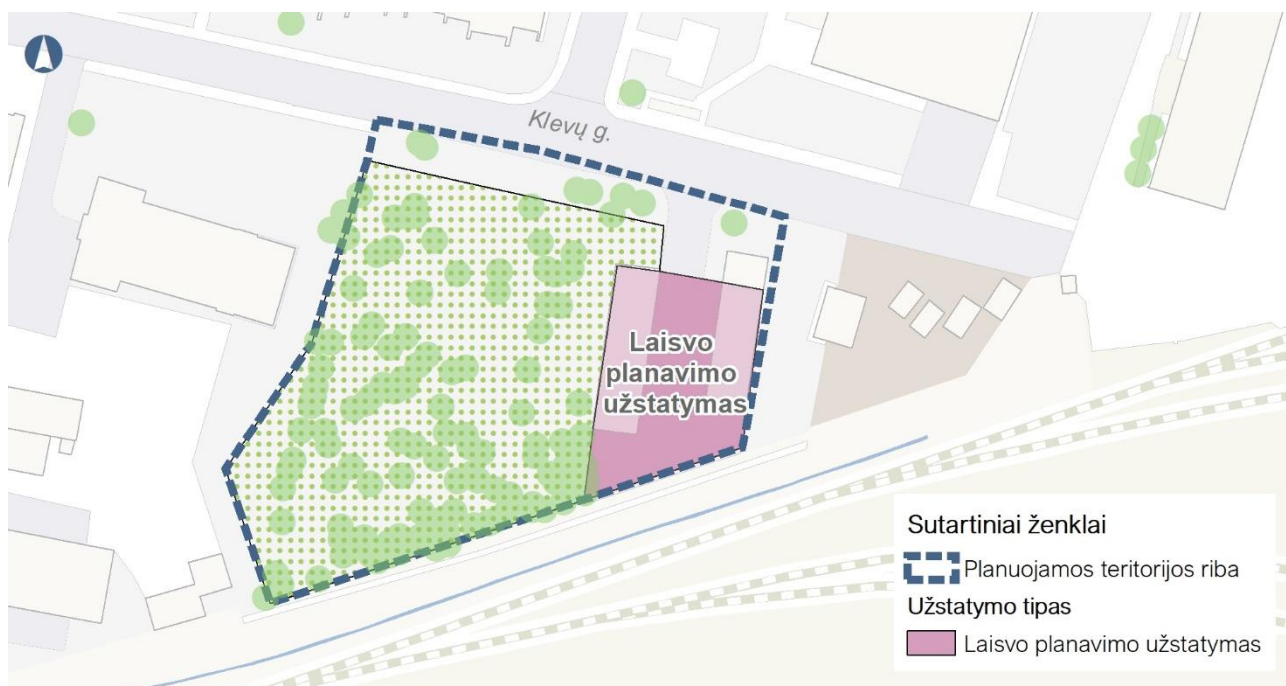 Klevų g.
Laisvo
planavimo
užstatymas
Sutartiniai ženklai
Planuojamos teritorijos riba
Užstatymo tipas
Laisvo planavimo užstatymas